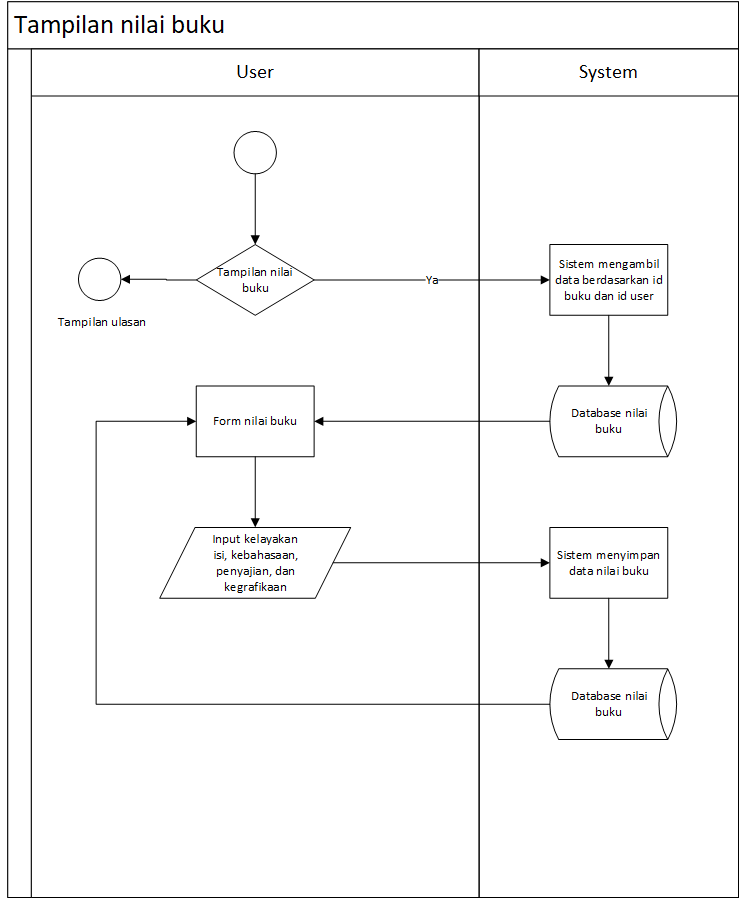 Tampilan nilai buku
User
System
Tampilan nilai
buku
Ya
Sistem mengambil
data berdasarkan id
buku dan id user
Tampilan ulasan
Form nilai buku
Database nilai
buku
Input kelayakan
isi, kebahasaan,
penyajian, dan
kegrafikaan
Sistem menyimpan
data nilai buku
Database nilai
buku